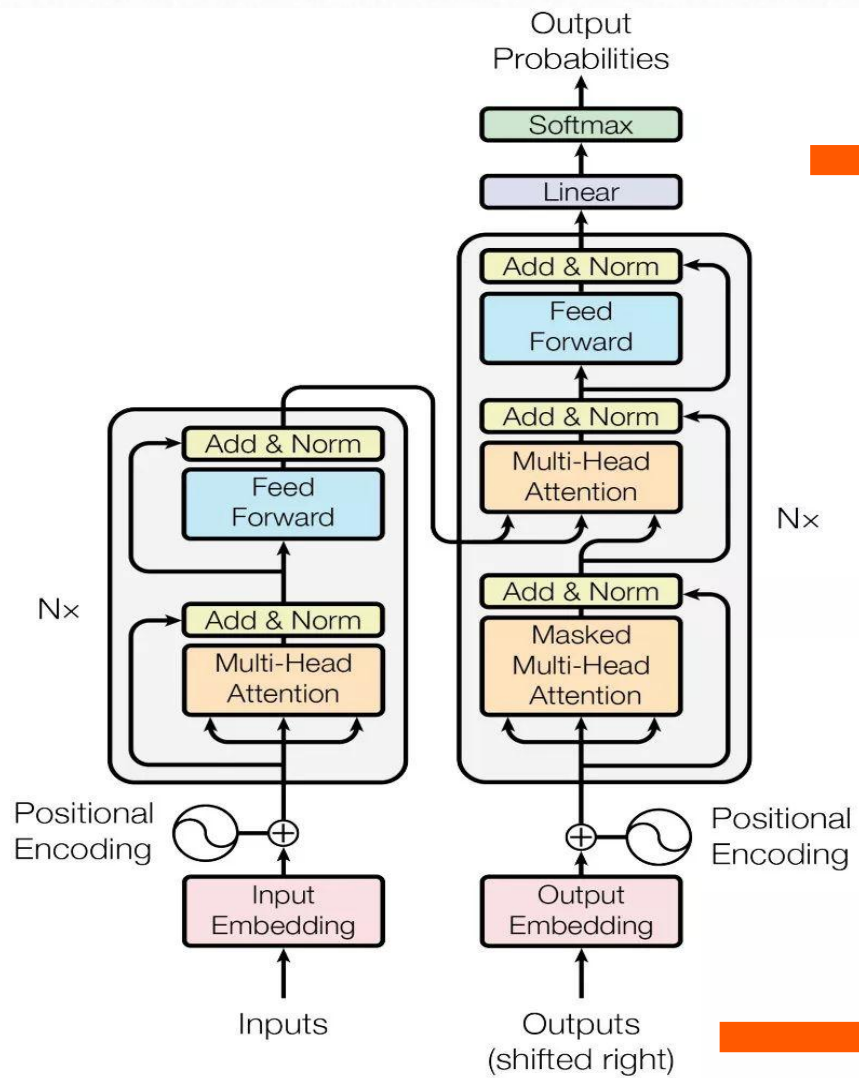 Output
Probabilities
Softmax
Linear
Add & Norm
Feed
Forward
Add & Norm
Multi-Head
Attention
Nx
Add & Norm
Masked
Multi-Head
Attention
Add & Norm
Feed
Forward
Nx
Add & Norm
Multi-Head
Attention
Positional
Encoding
Positional
Encoding
Input
Embedding
Output
Embedding
Inputs
Outputs
(shifted right)